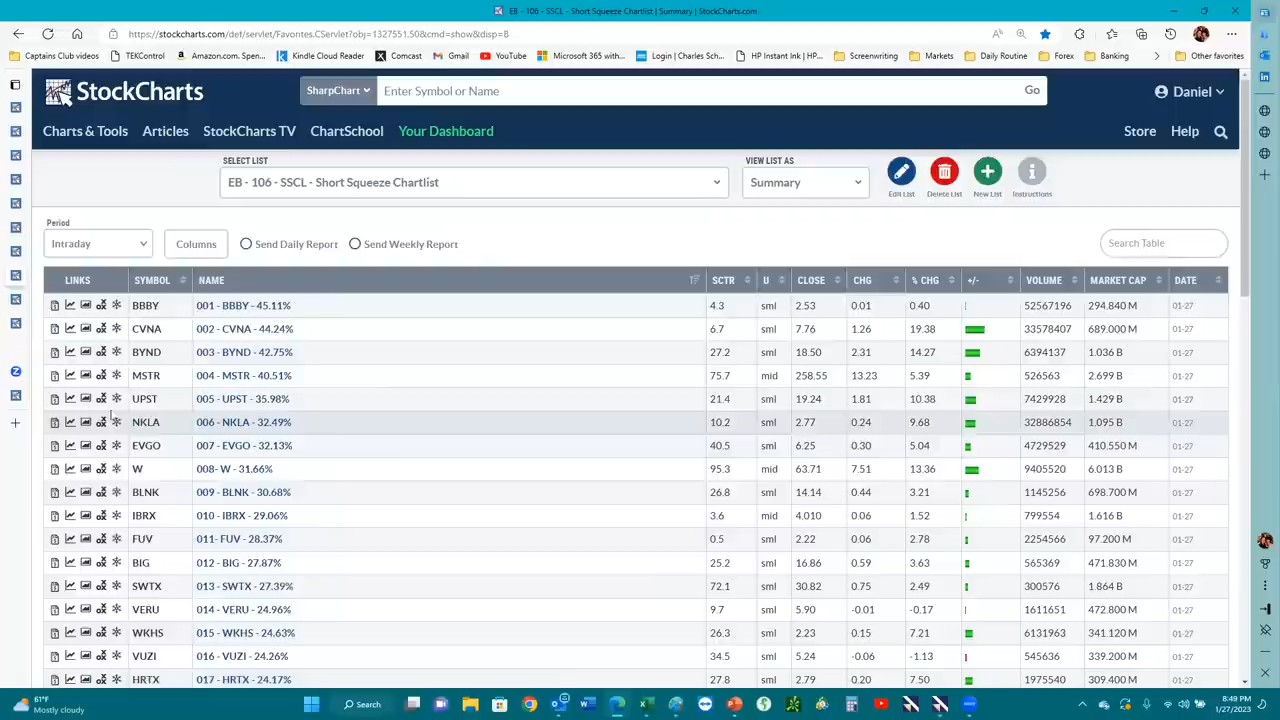 EB - 106 - SSCL - Short Squeeze Chartlist | Summary | StockCharts.com
https://stockcharts.com/def/servlet/Favorites.CServlet?obj=1327551.50&cmd=show&disp=B
Captains Club videos TEKControl Amazon.com. Spen... Kindle Cloud Reader YouTube Comcast Gmail Microsoft 365 with... Login | Charles Sch... HP Instant Ink | HP... Screenwriting Markets Daily Routine Forex Banking Other favorites
StockCharts SharpChart Enter Symbol or Name Go Daniel
Charts & Tools Articles StockCharts TV ChartSchool Your Dashboard Store Help
SELECT LIST VIEW LIST AS
EB - 106 - SSCL - Short Squeeze Chartlist Summary
Edit List Delete List New List Instructions
Period
Intraday Columns Send Daily Report Send Weekly Report Search Table
LINKS SYMBOL NAME SCTR U CLOSE CHG % CHG +/- VOLUME MARKET CAP DATE
BBBY 001 - BBBY - 45.11% 4.3 sml 2.53 0.01 0.40 52567196 294.840 M 01-27
CVNA 002 - CVNA - 44.24% 6.7 sml 7.76 1.26 19.38 33578407 689.000 M 01-27
BYND 003 - BYND - 42.75% 27.2 sml 18.50 2.31 14.27 6394137 1.036 B 01-27
MSTR 004 - MSTR - 40.51% 75.7 mid 258.55 13.23 5.39 526563 2.699 B 01-27
UPST 005 - UPST - 35.98% 21.4 sml 19.24 1.81 10.38 7429928 1.429 B 01-27
NKLA 006 - NKLA - 32.49% 10.2 sml 2.77 0.24 9.68 32886854 1.095 B 01-27
EVGO 007 - EVGO - 32.13% 40.5 sml 6.25 0.30 5.04 4729529 410.550 M 01-27
W 008- W - 31.66% 95.3 mid 63.71 7.51 13.36 9405520 6.013 B 01-27
BLNK 009 - BLNK - 30.68% 26.8 sml 14.14 0.44 3.21 1145256 698.700 M 01-27
IBRX 010 - IBRX - 29.06% 3.6 mid 4.010 0.06 1.52 799554 1.616 B 01-27
FUV 011- FUV - 28.37% 0.5 sml 2.22 0.06 2.78 2254566 97.200 M 01-27
BIG 012 - BIG - 27.87% 25.2 sml 16.86 0.59 3.63 565369 471.830 M 01-27
SWTX 013 - SWTX - 27.39% 72.1 sml 30.82 0.75 2.49 300576 1.864 B 01-27
VERU 014 - VERU - 24.96% 9.7 sml 5.90 -0.01 -0.17 1611651 472.800 M 01-27
WKHS 015 - WKHS - 24.63% 26.3 sml 2.23 0.15 7.21 6131963 341.120 M 01-27
VUZI 016 - VUZI - 24.26% 34.5 sml 5.24 -0.06 -1.13 545636 339.200 M 01-27
HRTX 017 - HRTX - 24.17% 27.8 sml 2.79 0.20 7.50 1975540 309.400 M 01-27
61°F
Mostly cloudy
Search
8:49 PM
1/27/2023